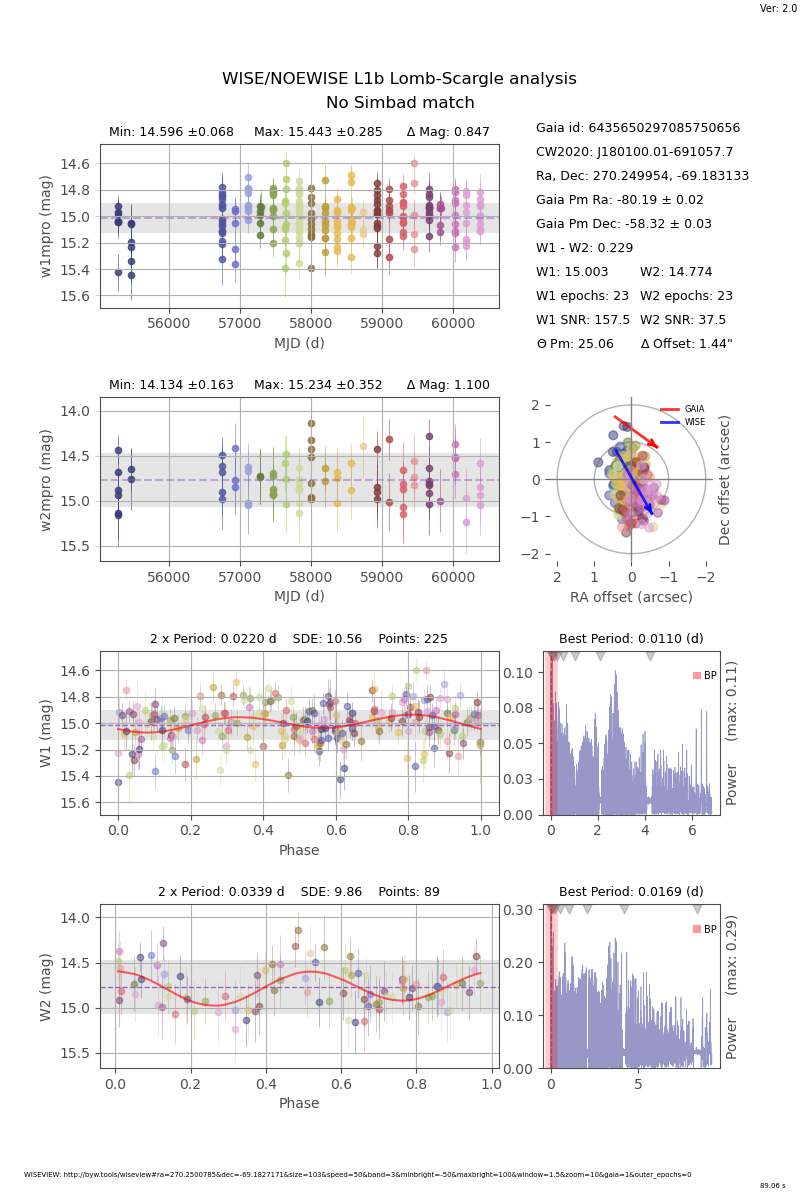 Ver: 2.0
WISE/NOEWISE L1b Lomb-Scargle analysis
No Simbad match
Min: 14.596 ±0.068 Max: 15.443 ±0.285 Δ Mag: 0.847
14.6
14.8
15.0
15.2
15.4
15.6
w1mpro (mag)
56000 57000 58000 59000 60000
MJD (d)
Gaia id: 6435650297085750656
CW2020: J180100.01-691057.7
Ra, Dec: 270.249954, -69.183133
Gaia Pm Ra: -80.19 ± 0.02
Gaia Pm Dec: -58.32 ± 0.03
W1 - W2: 0.229
W1: 15.003 W2: 14.774
W1 epochs: 23 W2 epochs: 23
W1 SNR: 157.5 W2 SNR: 37.5
Θ Pm: 25.06 Δ Offset: 1.44"
Min: 14.134 ±0.163 Max: 15.234 ±0.352 Δ Mag: 1.100
14.0
14.5
15.0
15.5
w2mpro (mag)
56000 57000 58000 59000 60000
MJD (d)
GAIA
WISE
2
1
0
−1
−2
2 1 0 −1 −2
RA offset (arcsec)
Dec offset (arcsec)
2 x Period: 0.0220 d SDE: 10.56 Points: 225
14.6
14.8
15.0
15.2
15.4
15.6
W1 (mag)
0.0 0.2 0.4 0.6 0.8 1.0
Phase
Best Period: 0.0110 (d)
BP
0.10
0.08
0.05
0.03
0.00
0 2 4 6
Power (max: 0.11)
2 x Period: 0.0339 d SDE: 9.86 Points: 89
14.0
14.5
15.0
15.5
W2 (mag)
0.0 0.2 0.4 0.6 0.8 1.0
Phase
Best Period: 0.0169 (d)
BP
0.30
0.20
0.10
0.00
0 5
Power (max: 0.29)
WISEVIEW: http://byw.tools/wiseview#ra=270.2500785&dec=-69.1827171&size=103&speed=50&band=3&minbright=-50&maxbright=100&window=1.5&zoom=10&gaia=1&outer_epochs=0
89.06 s